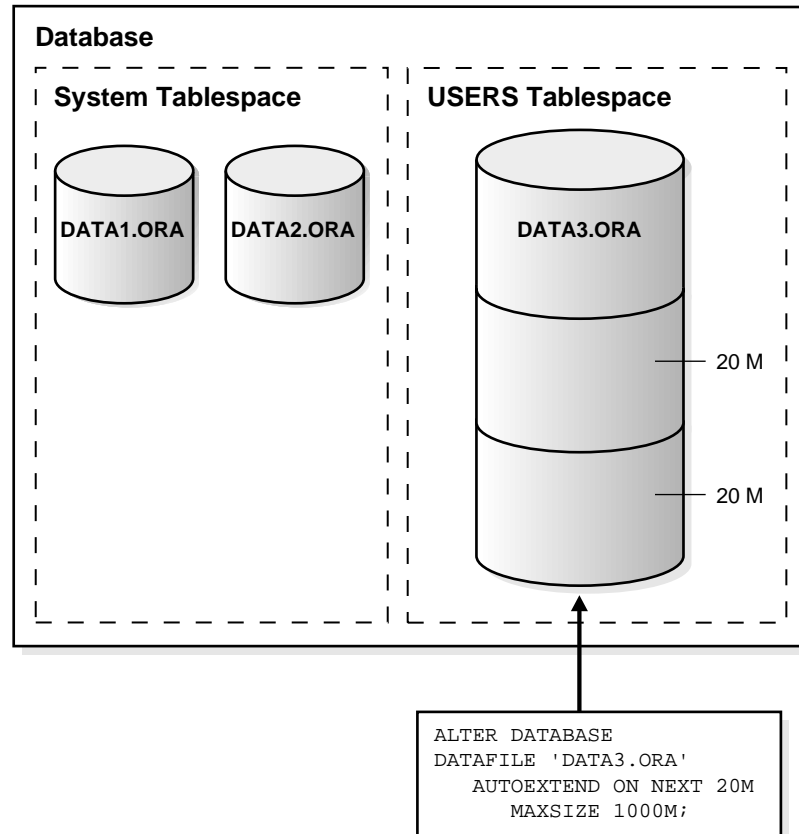 Database
System Tablespace
USERS Tablespace
DATA1.ORA
DATA2.ORA
DATA3.ORA
20 M
20 M
ALTER DATABASE
DATAFILE 'DATA3.ORA'
AUTOEXTEND ON NEXT 20M
MAXSIZE 1000M;